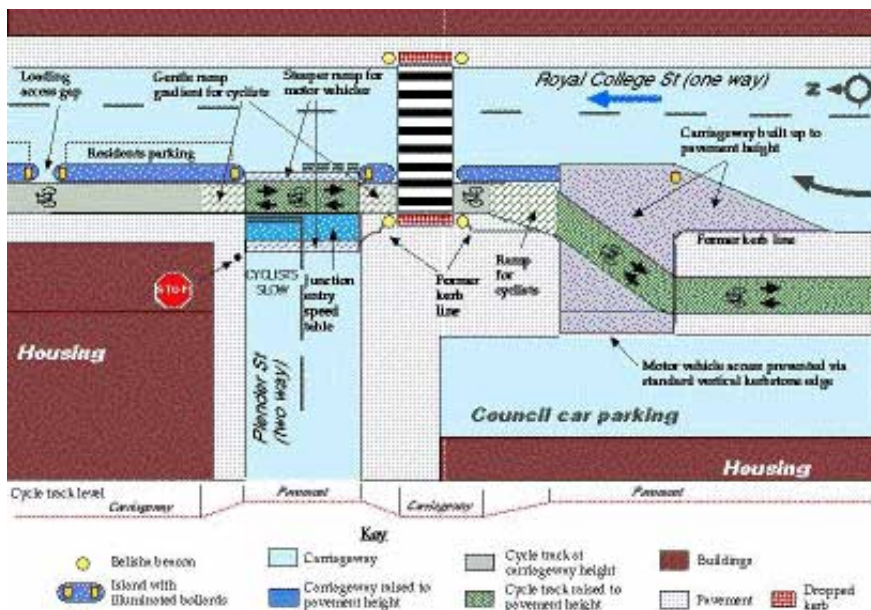 Loading
access gap
Gentle ramp
gradient for cyclists
Steeper ramp for
motor vehicles
Royal College St (one way)
N
Carriageway built up to
pavement height
Residents parking
Former kerb line
STOP
CYCLISTS
SLOW
Junction
entry
speed
table
Former
kerb
line
Ramp
for
cyclists
Housing
Plender St
(two way)
Motor vehicle access prevented via
standard vertical kerbstone edge
Council car parking
Housing
Cycle track level
Carriageway
Pavement
Carriageway
Pavement
Key
Belisha beacon
Island with
illuminated bollards
Carriageway
Carriageway raised to
pavement height
Cycle track at
carriageway height
Cycle track raised to
pavement height
Buildings
Pavement
Dropped
kerb